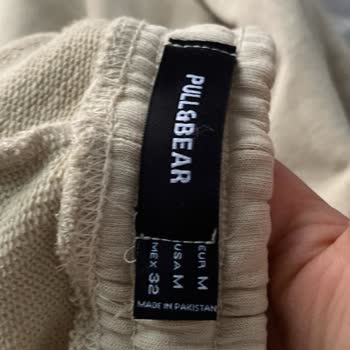 PULL&BEAR
EUR M
USA M
MEX 32
MADE IN PAKISTAN